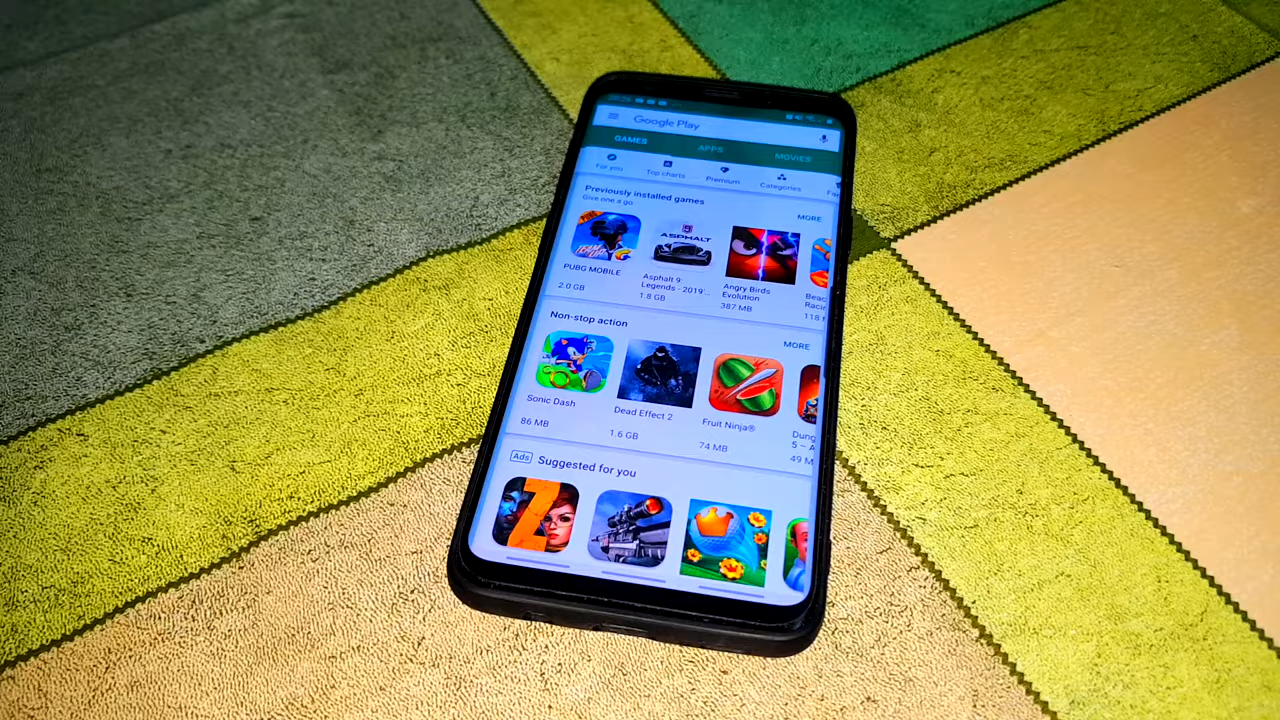 Google Play
GAMES APPS MOVIES
For you Top charts Premium Categories
Previously installed games
Give one a go
MORE
ASPHALT
PUBG MOBILE
2.0 GB
Asphalt 9:
Legends - 2019'...
1.8 GB
Angry Birds
Evolution
387 MB
Non-stop action
MORE
Sonic Dash
86 MB
Dead Effect 2
1.6 GB
Fruit Ninja®
74 MB
5 – A
49 M
Ads Suggested for you
Z